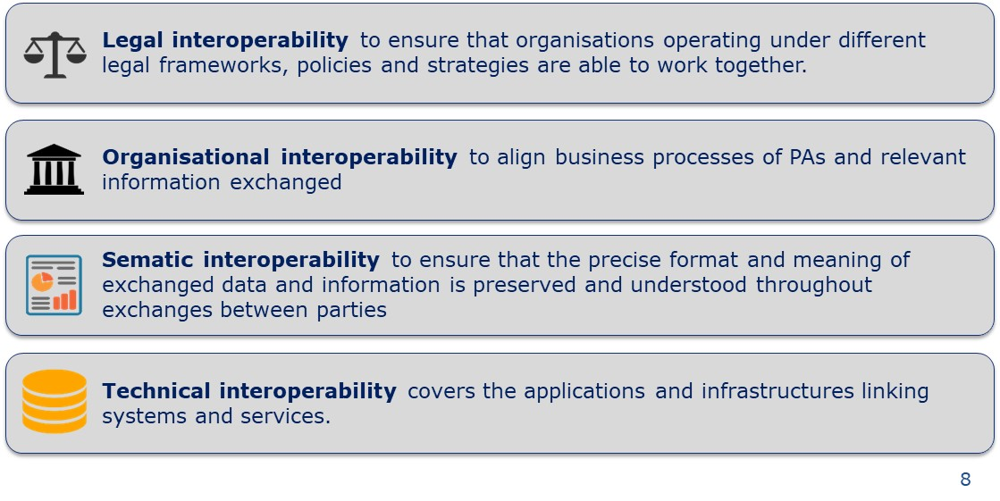 Legal interoperability to ensure that organisations operating under different
legal frameworks, policies and strategies are able to work together.
Organisational interoperability to align business processes of PAs and relevant
information exchanged
Sematic interoperability to ensure that the precise format and meaning of
exchanged data and information is preserved and understood throughout
exchanges between parties
Technical interoperability covers the applications and infrastructures linking
systems and services.
8